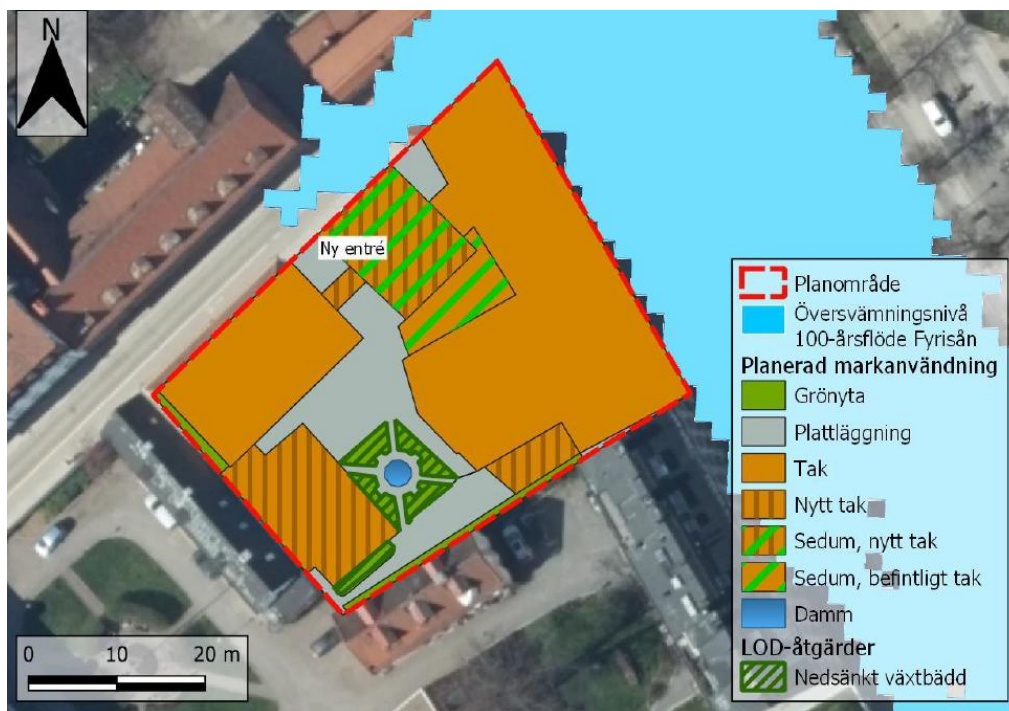 N
Ny entré
Planområde
Översvämningsnivå
100-årsflöde Fyrisån
Planerad markanvändning
Grönyta
Plattläggning
Tak
Nytt tak
Sedum, nytt tak
Sedum, befintligt tak
Damm
LOD-åtgärder
Nedsänkt växtbädd
0 10 20 m